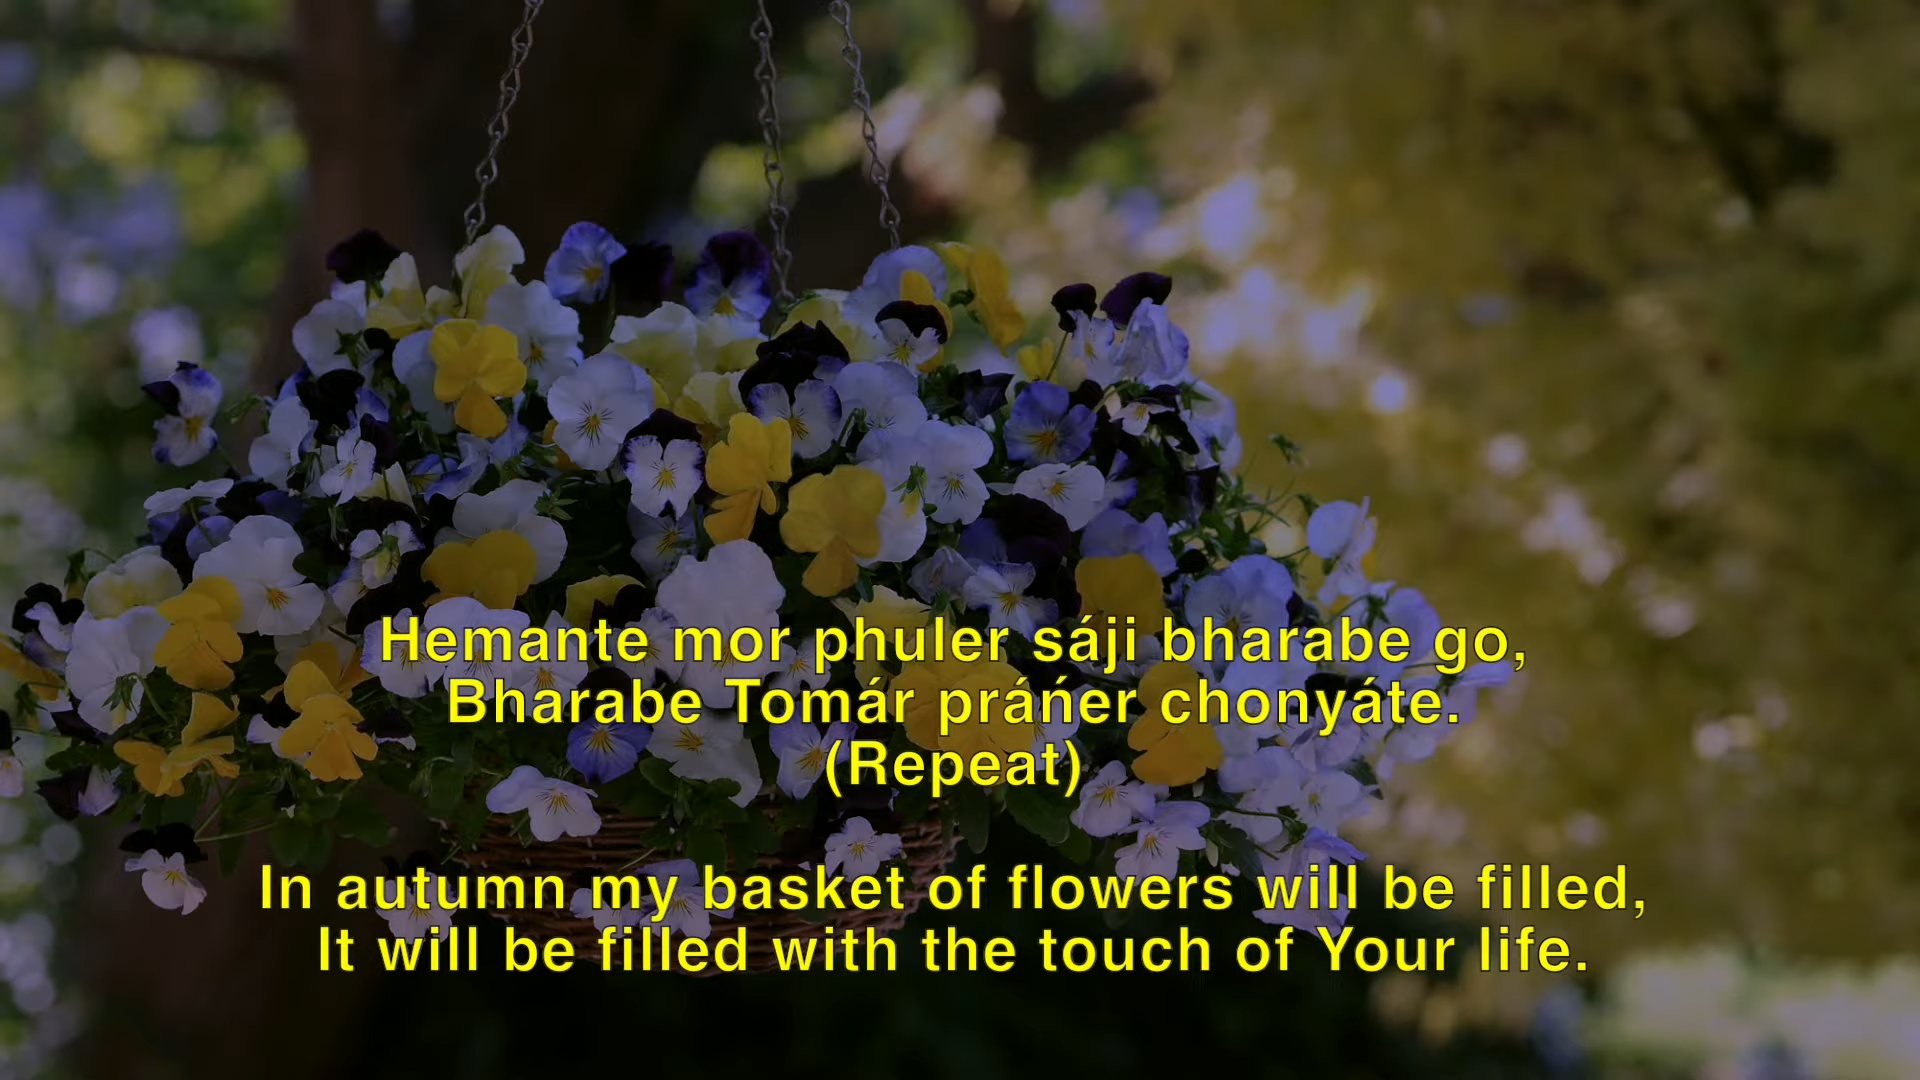 Hemante mor phuler sáji bharabe go,
Bharabe Tomár práńer chonyáte.
(Repeat)
In autumn my basket of flowers will be filled,
It will be filled with the touch of Your life.